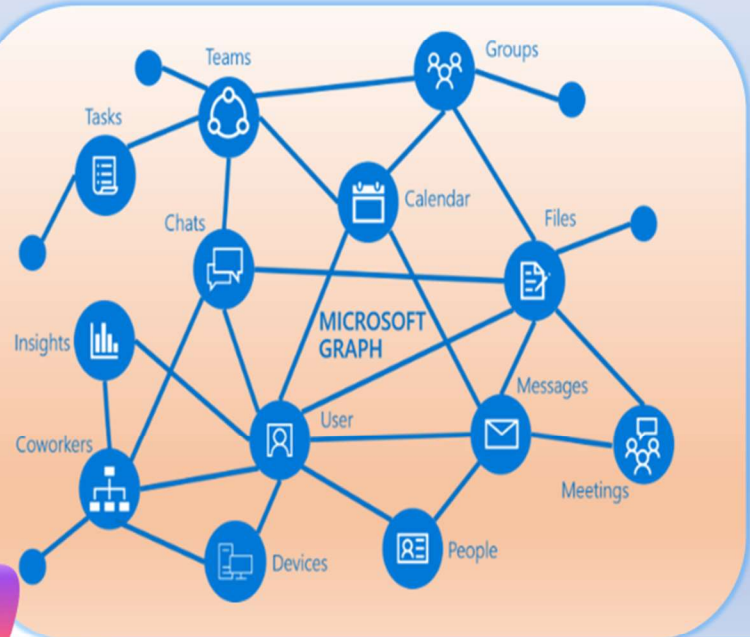 Groups
Teams
Tasks
Calendar
Files
Chats
MICROSOFT
GRAPH
Insights
Messages
User
Coworkers
Meetings
People
Devices